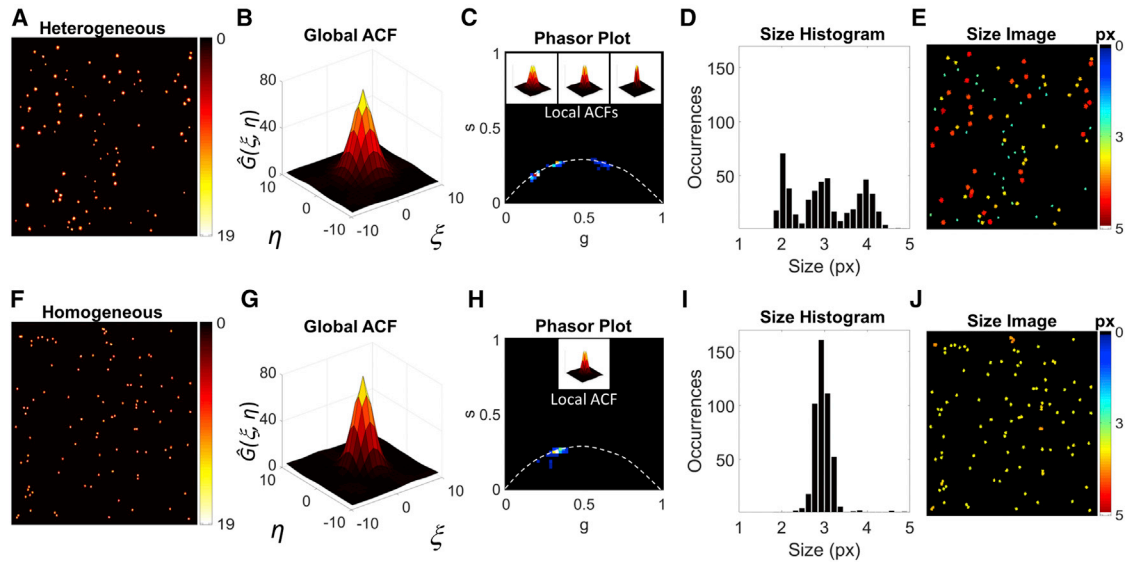 A
Heterogeneous
0
19
B
Global ACF
80
40
0
Ĝ(ξ, η)
10
0
-10
-10
0
10
η
ξ
C
Phasor Plot
Local ACFs
1
0.5
0
s
0
0.5
1
g
D
Size Histogram
150
100
50
Occurrences
1 2 3 4 5
Size (px)
E
Size Image
px
0
3
5
F
Homogeneous
0
19
G
Global ACF
80
40
0
Ĝ(ξ, η)
10
0
-10
-10
0
10
η
ξ
H
Phasor Plot
Local ACF
1
0.5
0
s
0
0.5
1
g
I
Size Histogram
150
100
50
Occurrences
1 2 3 4 5
Size (px)
J
Size Image
px
0
3
5